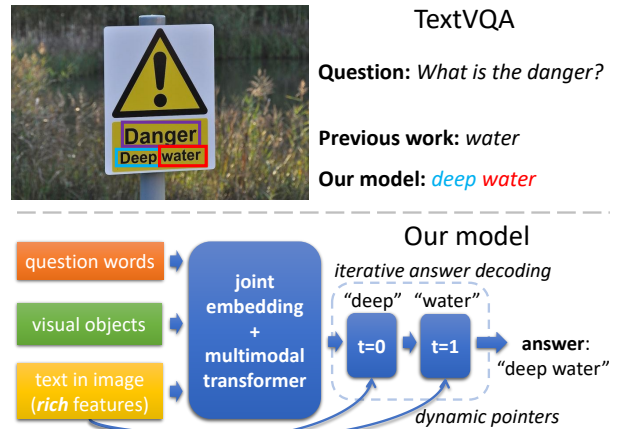 TextVQA
Danger
Deep water
Question: What is the danger?
Previous work: water
Our model: deep water
Our model
question words
visual objects
text in image
(rich features)
joint
embedding
+
multimodal
transformer
iterative answer decoding
“deep” “water”
t=0
t=1
answer:
“deep water”
dynamic pointers